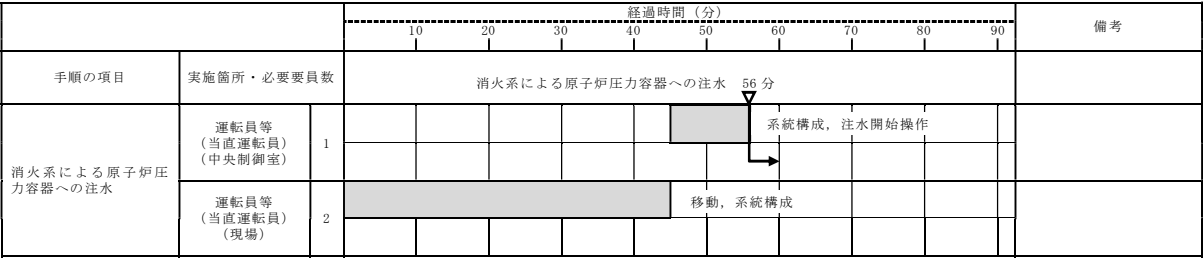 経過時間（分）
備考
10 20 30 40 50 60 70 80 90
手順の項目
実施箇所・必要要員数
消火系による原子炉圧力容器への注水 56分
消火系による原子炉圧
力容器への注水
運転員等
（当直運転員）
（中央制御室）
1
系統構成，注水開始操作
運転員等
（当直運転員）
（現場）
2
移動，系統構成